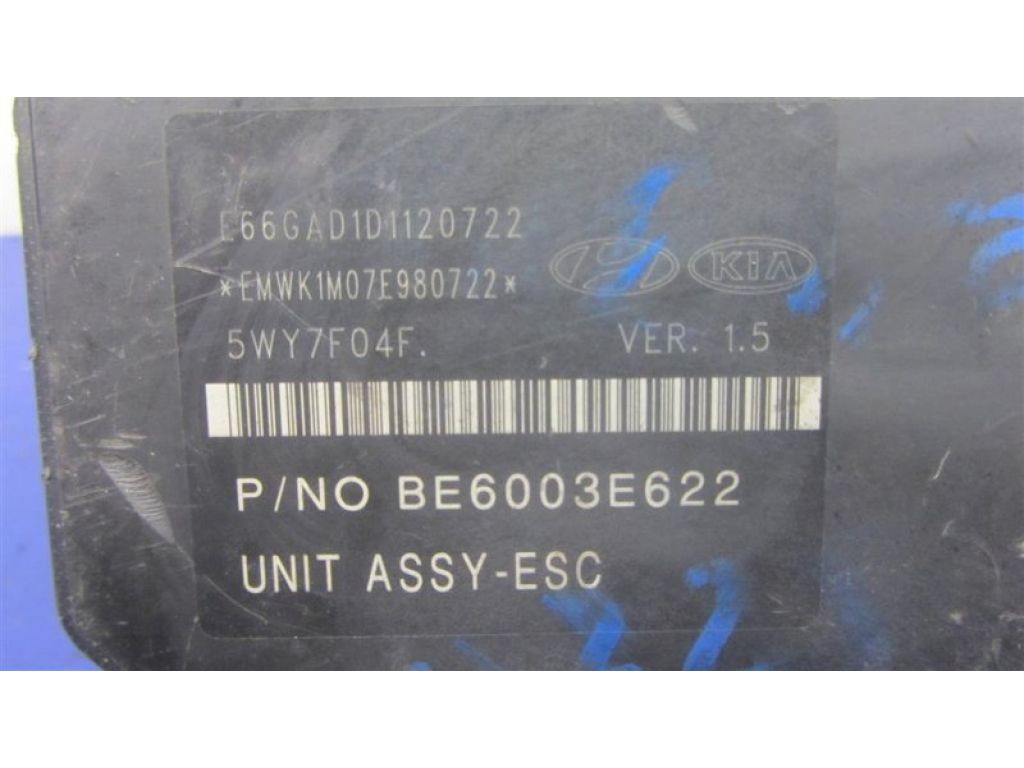 E66GAD1D1120722
*EMWK1M07E980722*
KIA
5WY7F04F. VER. 1.5
P/NO BE6003E622
UNIT ASSY-ESC